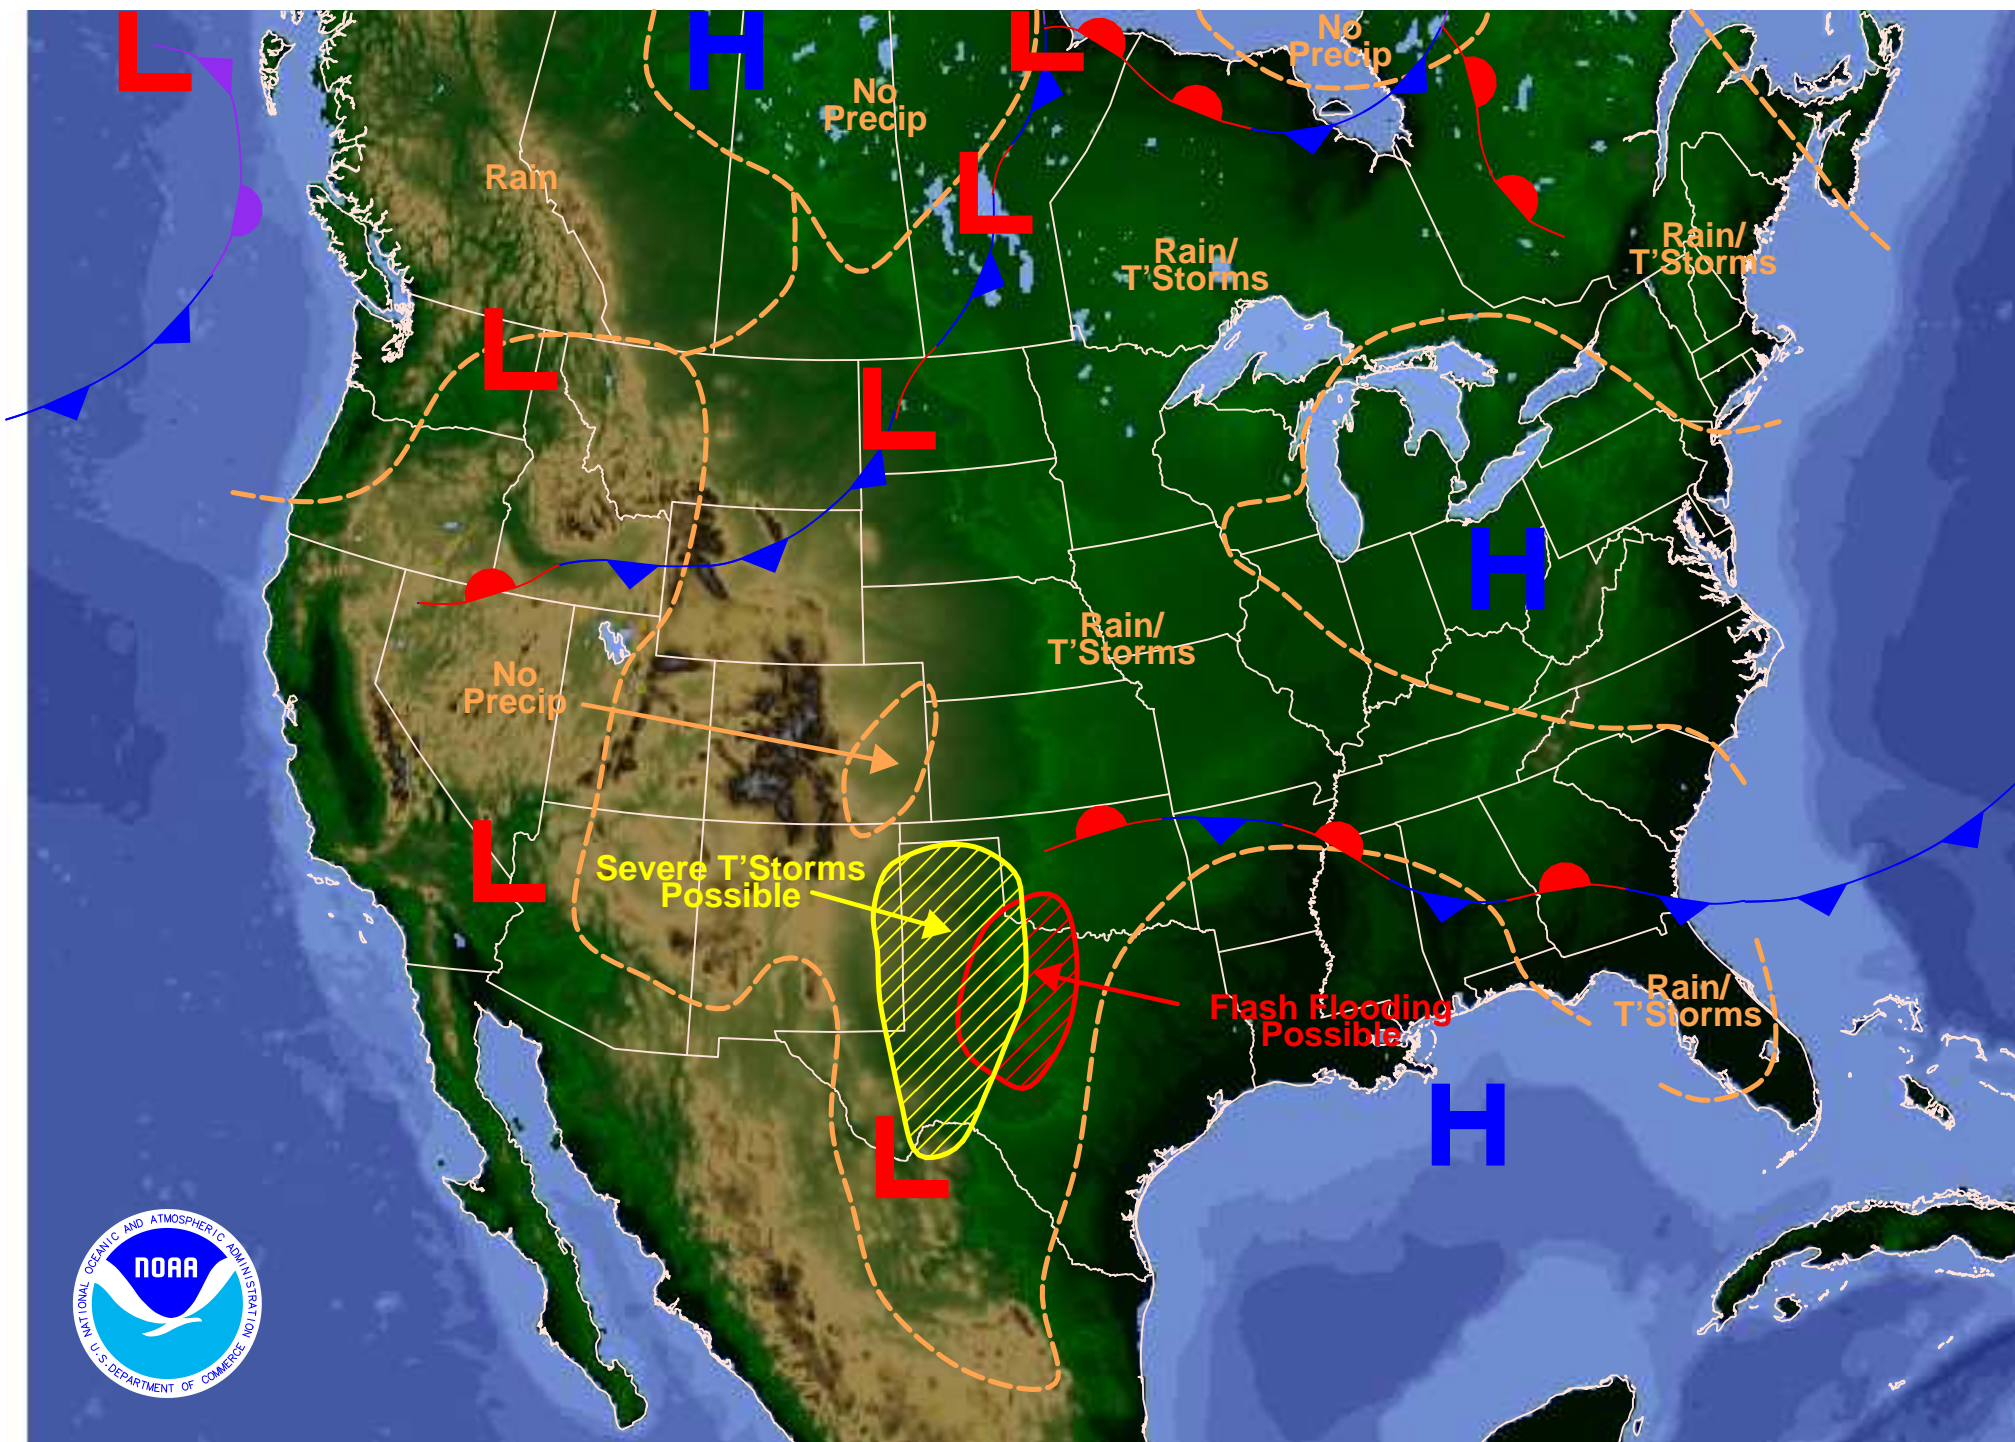 L
H
L
No
Precip
No
Precip
Rain
L
Rain/
T'Storms
Rain/
T'Storms
L
L
H
Rain/
T'Storms
No
Precip
L
Severe T'Storms
Possible
Flash Flooding
Possible
Rain/
T'Storms
H
L
NATIONAL OCEANIC AND ATMOSPHERIC ADMINISTRATION
NOAA
U.S. DEPARTMENT OF COMMERCE